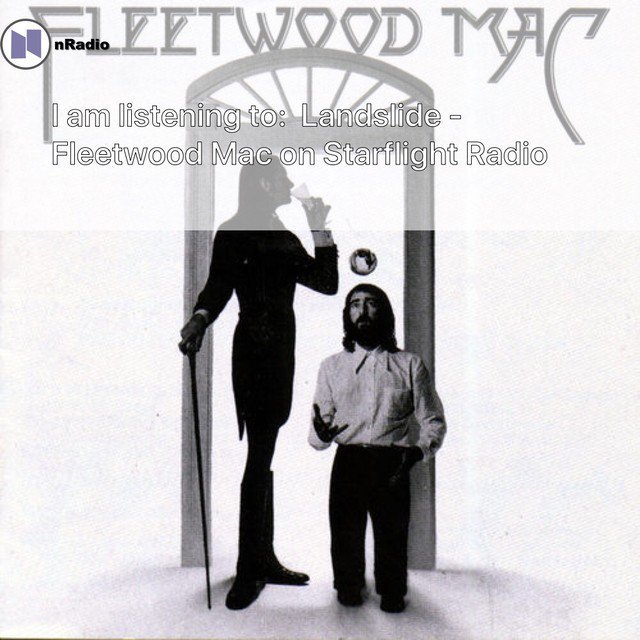 FLEETWOOD MAC
nRadio
I am listening to:  Landslide -
Fleetwood Mac on Starflight Radio